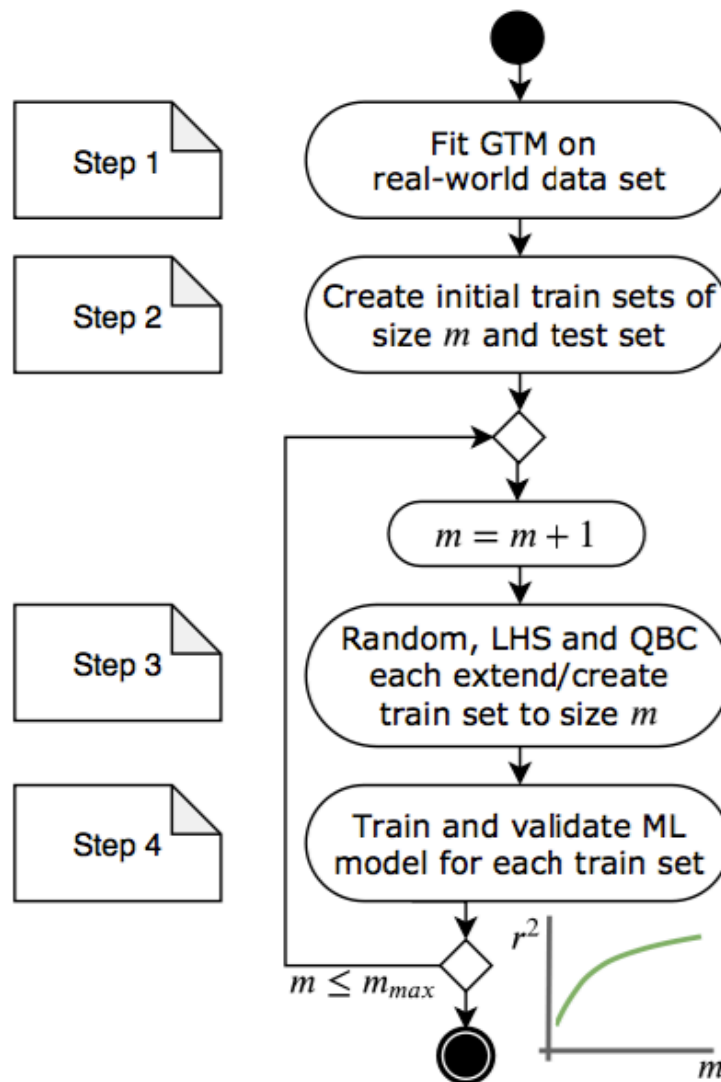 Step 1
Fit GTM on
real-world data set
Step 2
Create initial train sets of
size m and test set
m = m + 1
Step 3
Random, LHS and QBC
each extend/create
train set to size m
Step 4
Train and validate ML
model for each train set
m ≤ m_max
r²
m